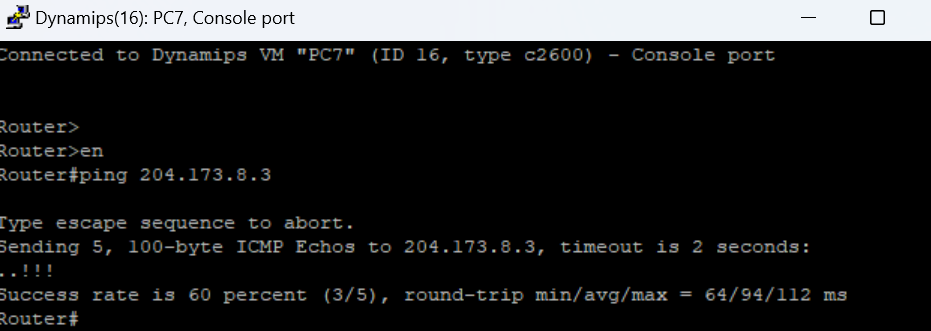 Dynamips(16): PC7, Console port
Connected to Dynamips VM "PC7" (ID 16, type c2600) - Console port
Router>
Router>en
Router#ping 204.173.8.3
Type escape sequence to abort.
Sending 5, 100-byte ICMP Echos to 204.173.8.3, timeout is 2 seconds:
..!!!
Success rate is 60 percent (3/5), round-trip min/avg/max = 64/94/112 ms
Router#